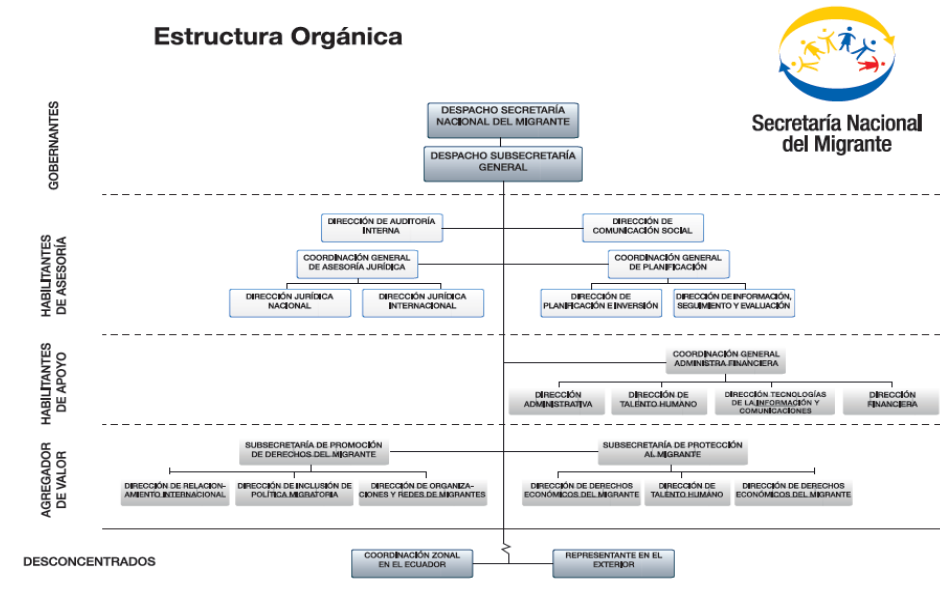 Estructura Orgánica
Secretaría Nacional
del Migrante
GOBERNANTES
DESPACHO SECRETARÍA
NACIONAL DEL MIGRANTE
DESPACHO SUBSECRETARÍA
GENERAL
HABILITANTES
DE ASESORÍA
DIRECCIÓN DE AUDITORÍA
INTERNA
DIRECCIÓN DE
COMUNICACIÓN SOCIAL
COORDINACIÓN GENERAL
DE ASESORÍA JURÍDICA
COORDINACIÓN GENERAL
DE PLANIFICACIÓN
DIRECCIÓN JURÍDICA
NACIONAL
DIRECCIÓN JURÍDICA
INTERNACIONAL
DIRECCIÓN DE
PLANIFICACIÓN E INVERSIÓN
DIRECCIÓN DE INFORMACIÓN,
SEGUIMIENTO Y EVALUACIÓN
HABILITANTES
DE APOYO
COORDINACIÓN GENERAL
ADMINISTRA.FINANCIERA
DIRECCIÓN
ADMINISTRATIVA
DIRECCIÓN DE
TALENTO.HUMANO
DIRECCIÓN.TECNOLOGÍAS
DE LA INFORMACIÓN Y
COMUNICACIONES
DIRECCIÓN
FINANCIERA
AGREGADOR
DE VALOR
SUBSECRETARÍA DE PROMOCIÓN
DE DERECHOS.DEL.MIGRANTE
SUBSECRETARÍA DE PROTECCIÓN
AL.MIGRANTE
DIRECCIÓN DE RELACION-
AMIENTO.INTERNACIONAL
DIRECCIÓN DE INCLUSIÓN DE
POLÍTICA.MIGRATORIA
DIRECCIÓN DE ORGANIZA-
CIONES Y REDES DE MIGRANTES
DIRECCIÓN DE DERECHOS
ECONÓMICOS.DEL.MIGRANTE
DIRECCIÓN DE
TALENTO.HUMANO
DIRECCIÓN DE DERECHOS
ECONÓMICOS.DEL.MIGRANTE
DESCONCENTRADOS
COORDINACIÓN ZONAL
EN EL ECUADOR
REPRESENTANTE EN EL
EXTERIOR